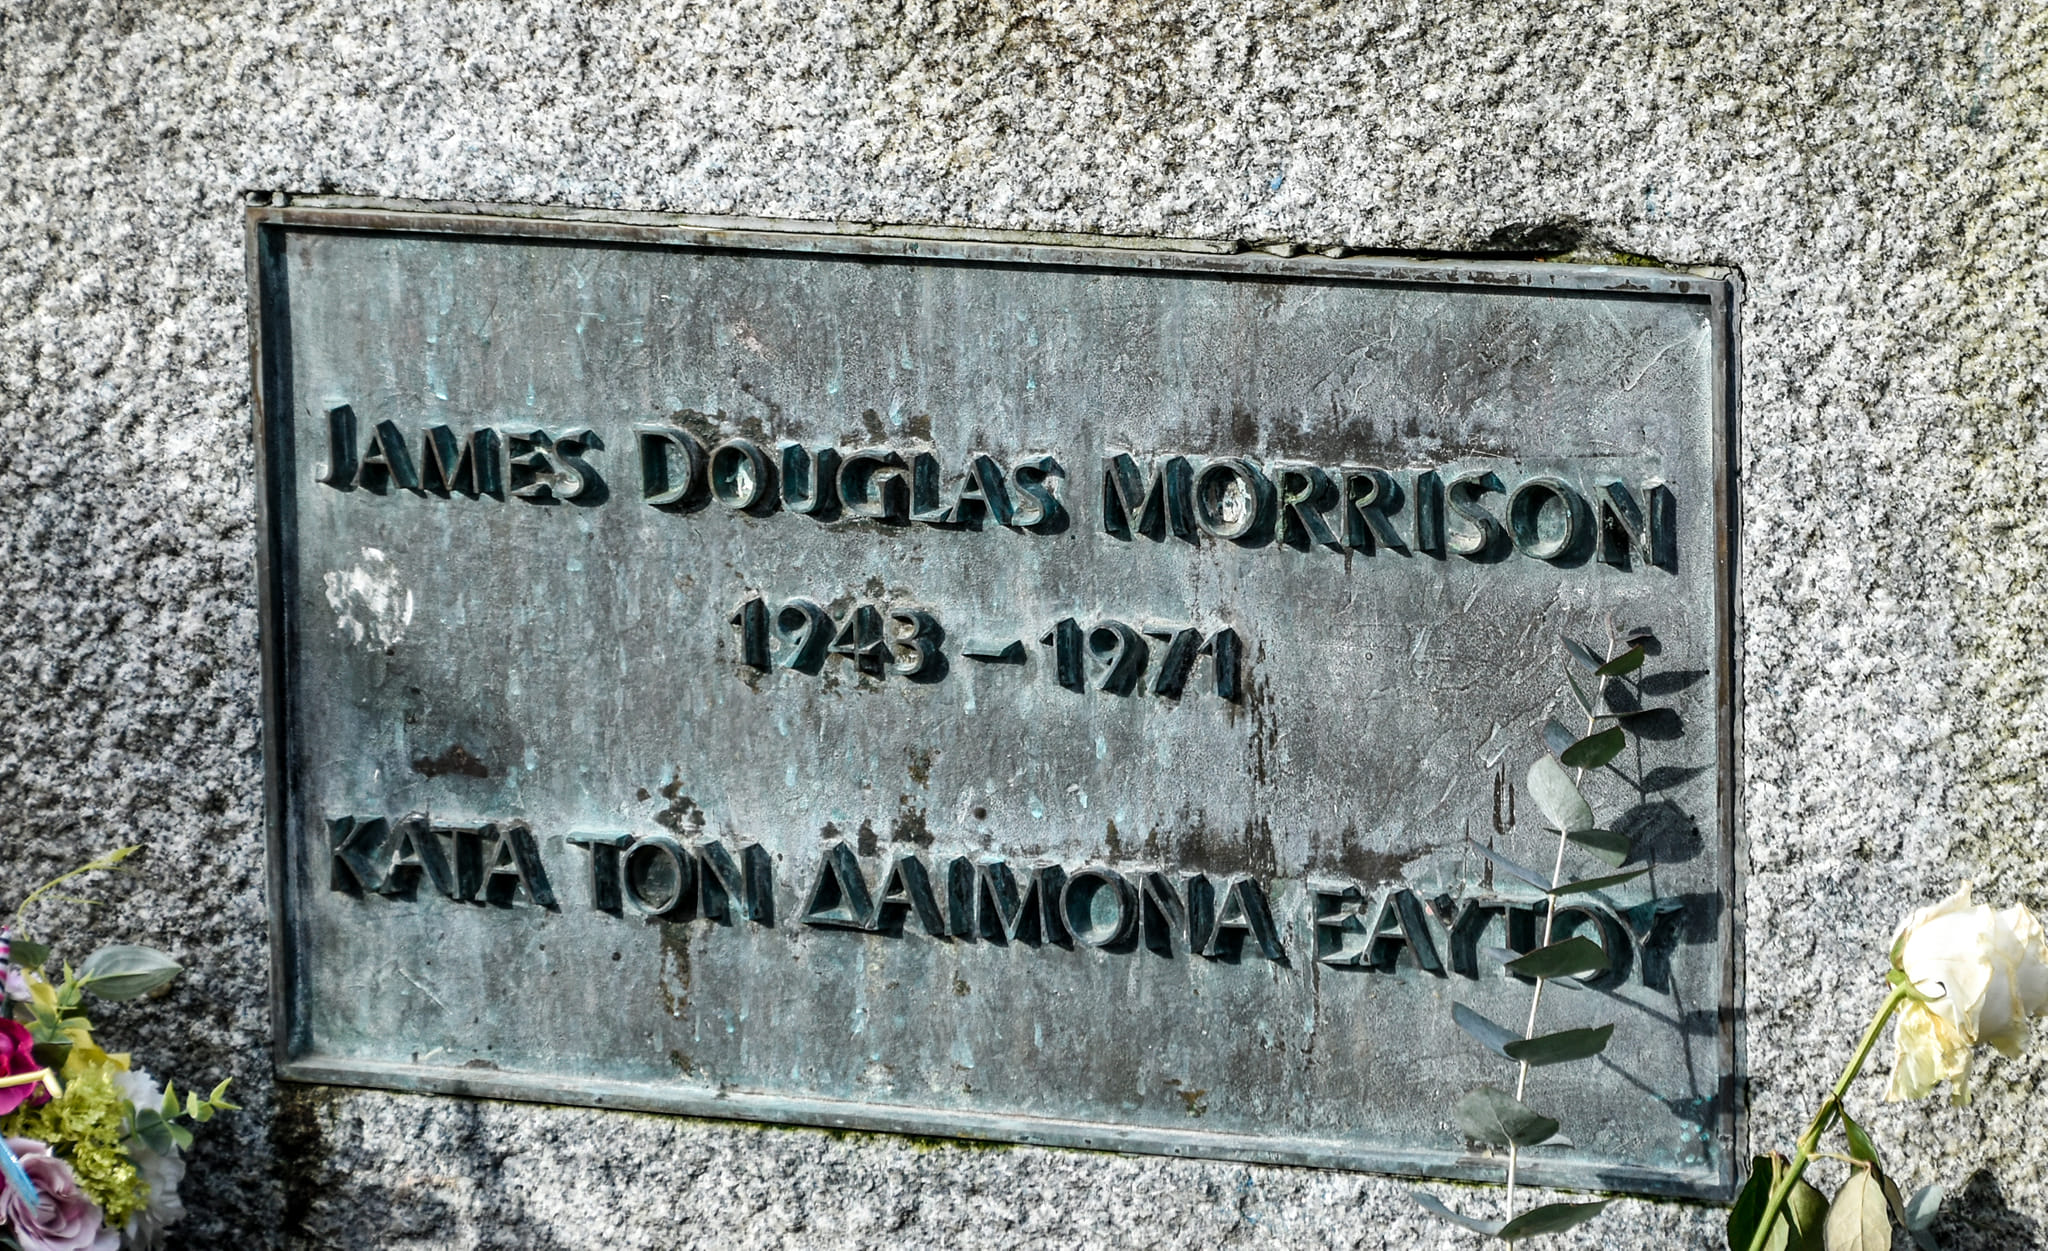 JAMES DOUGLAS MORRISON
1943 – 1971
ΚΑΤΑ ΤΟΝ ΔΑΙΜΟΝΑ ΕΑΥΤΟΥ